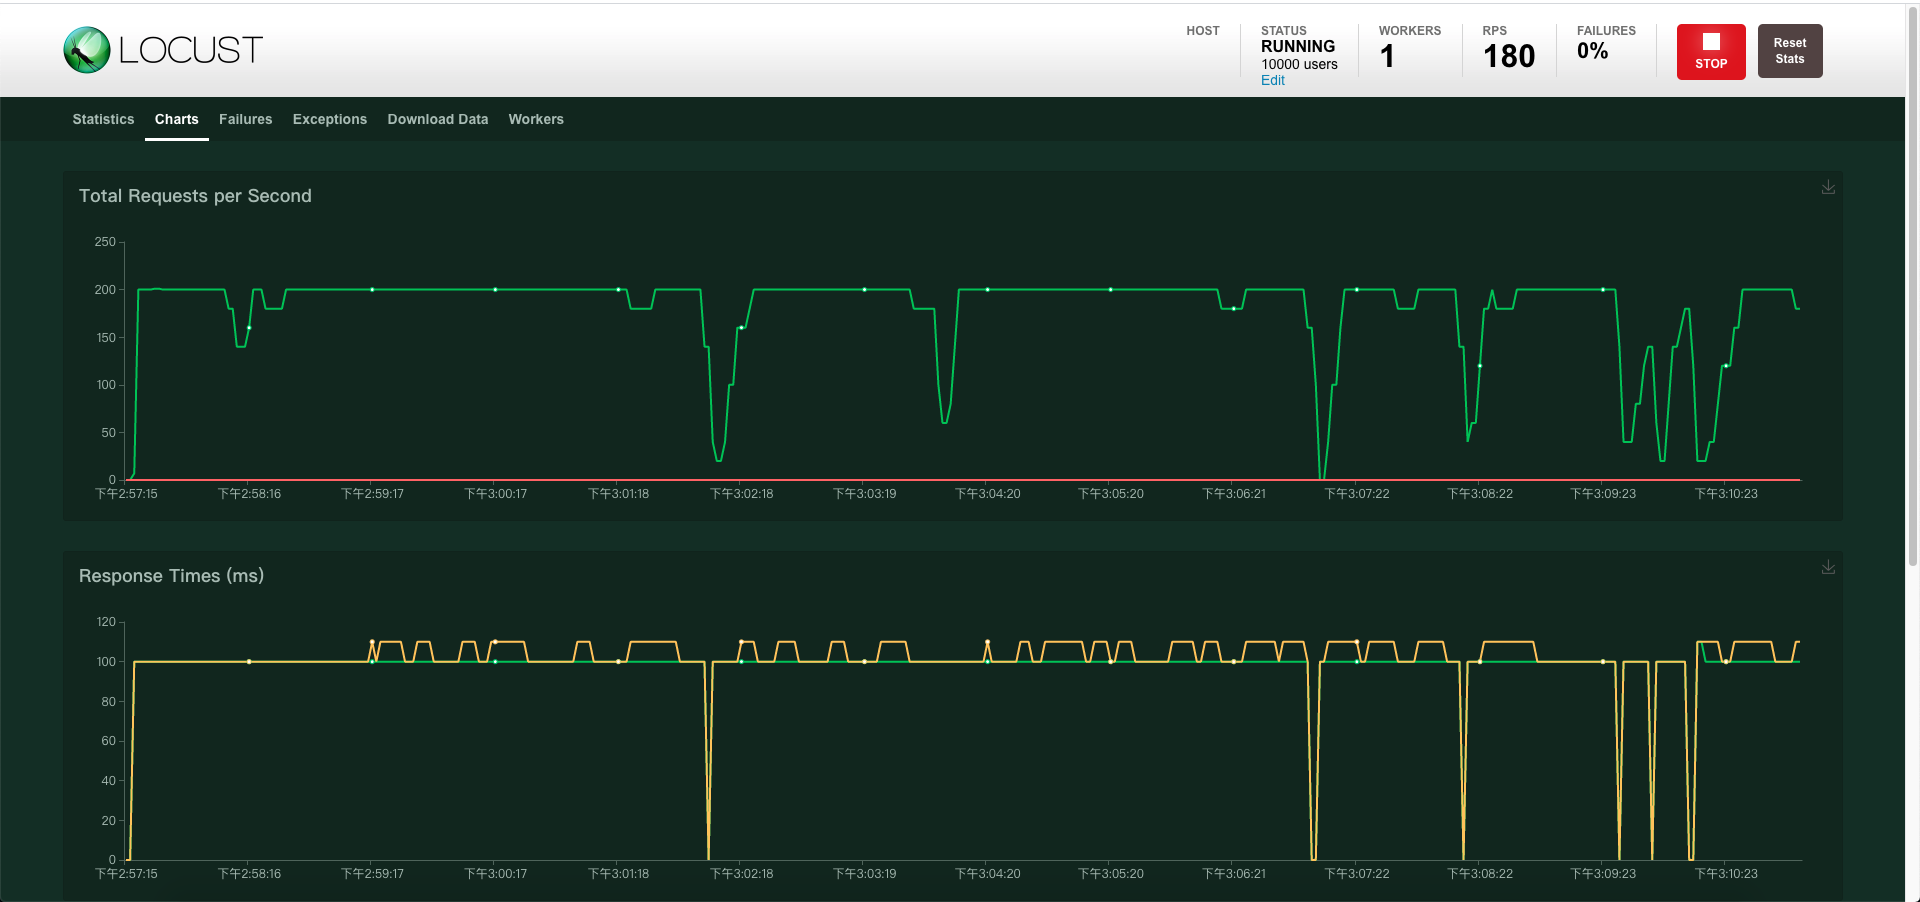 LOCUST
HOST
STATUS
RUNNING
10000 users
Edit
WORKERS
1
RPS
180
FAILURES
0%
STOP
Reset
Stats
Statistics Charts Failures Exceptions Download Data Workers
Total Requests per Second
250
200
150
100
50
0
下午2:57:15 下午2:58:16 下午2:59:17 下午3:00:17 下午3:01:18 下午3:02:18 下午3:03:19 下午3:04:20 下午3:05:20 下午3:06:21 下午3:07:22 下午3:08:22 下午3:09:23 下午3:10:23
Response Times (ms)
120
100
80
60
40
20
0
下午2:57:15 下午2:58:16 下午2:59:17 下午3:00:17 下午3:01:18 下午3:02:18 下午3:03:19 下午3:04:20 下午3:05:20 下午3:06:21 下午3:07:22 下午3:08:22 下午3:09:23 下午3:10:23